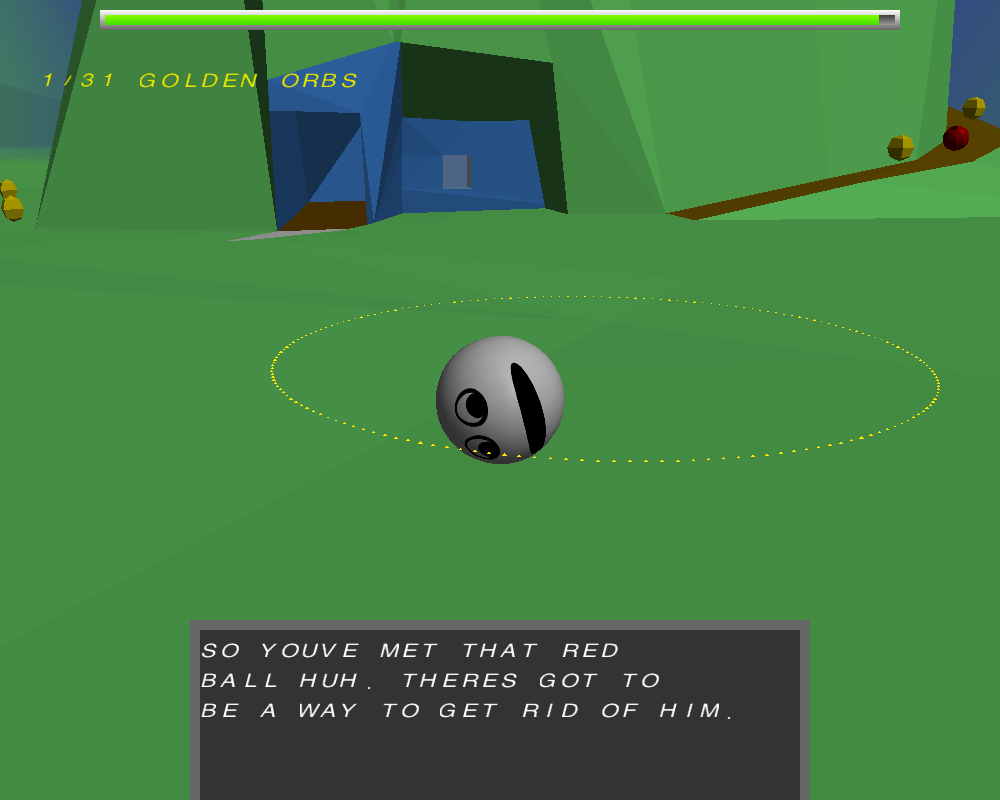 1/31 GOLDEN ORBS
SO YOUVE MET THAT RED
BALL HUH. THERES GOT TO
BE A WAY TO GET RID OF HIM.